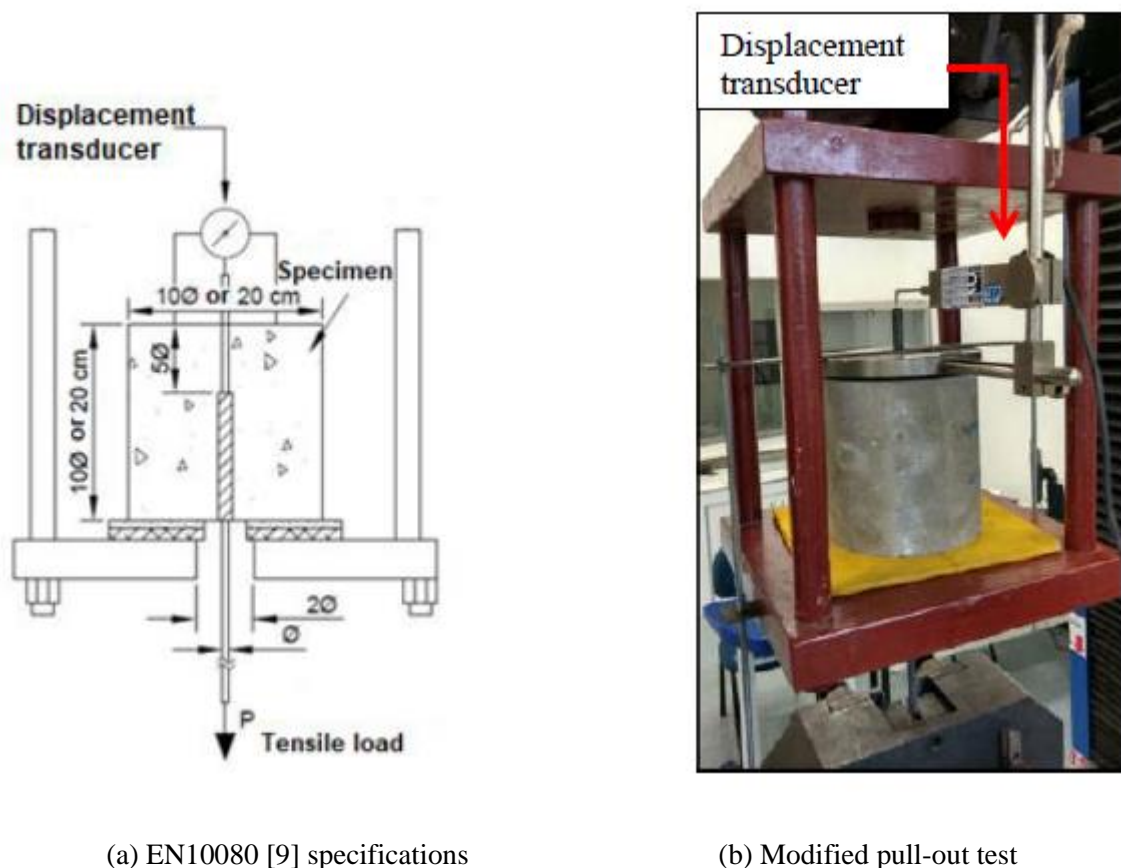 Displacement
transducer
Specimen
10Ø or 20 cm
5Ø
10Ø or 20 cm
2Ø
Ø
P
Tensile load
Displacement
transducer
(a) EN10080 [9] specifications
(b) Modified pull-out test